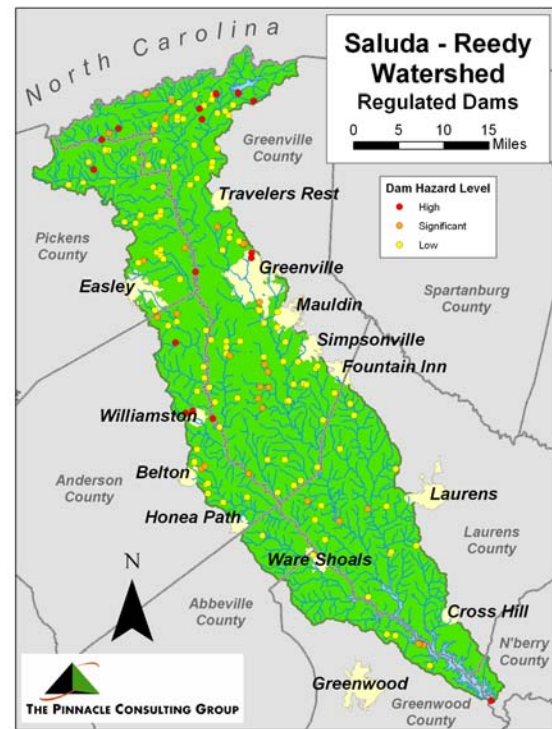 North Carolina
Saluda - Reedy
Watershed
Regulated Dams
0 5 10 15
Miles
Greenville
County
Dam Hazard Level
High
Significant
Low
Travelers Rest
Pickens
County
Greenville
Easley
Spartanburg
County
Mauldin
Simpsonville
Fountain Inn
Williamston
Anderson
County
Belton
Laurens
Honea Path
Laurens
County
N
Ware Shoals
Abbeville
County
Cross Hill
N'berry
County
Greenwood
Greenwood
County
THE PINNACLE CONSULTING GROUP